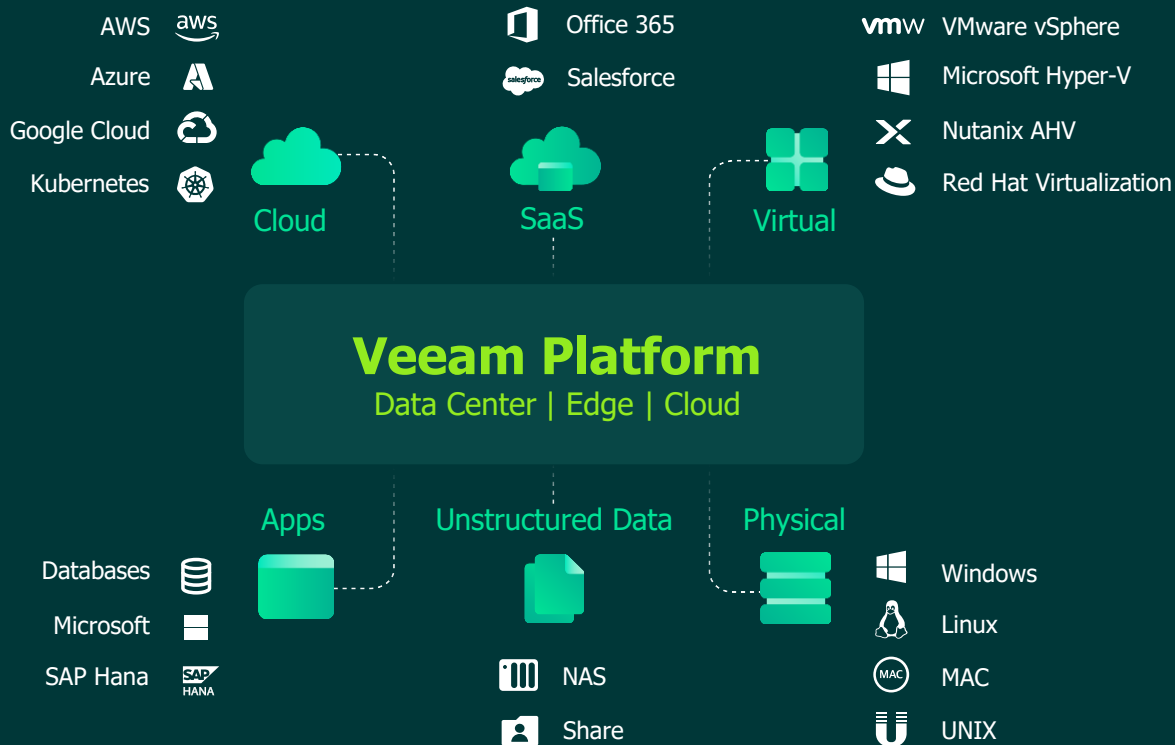 AWS
aws
Azure
Google Cloud
Kubernetes
Cloud
Office 365
salesforce
Salesforce
SaaS
vmw
VMware vSphere
Microsoft Hyper-V
Nutanix AHV
Red Hat Virtualization
Virtual
Veeam Platform
Data Center | Edge | Cloud
Apps
Databases
Microsoft
SAP Hana
SAP
HANA
Unstructured Data
NAS
Share
Physical
Windows
Linux
MAC
MAC
UNIX